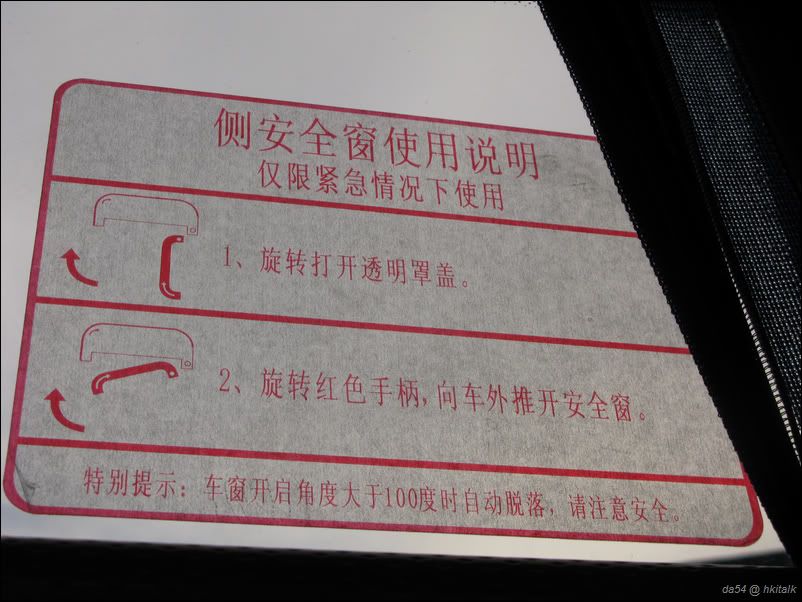 侧安全窗使用说明
仅限紧急情况下使用
1、旋转打开透明罩盖。
2、旋转红色手柄,向车外推开安全窗。
特别提示：车窗开启角度大于100度时自动脱落，请注意安全。
da54 @ hkitalk